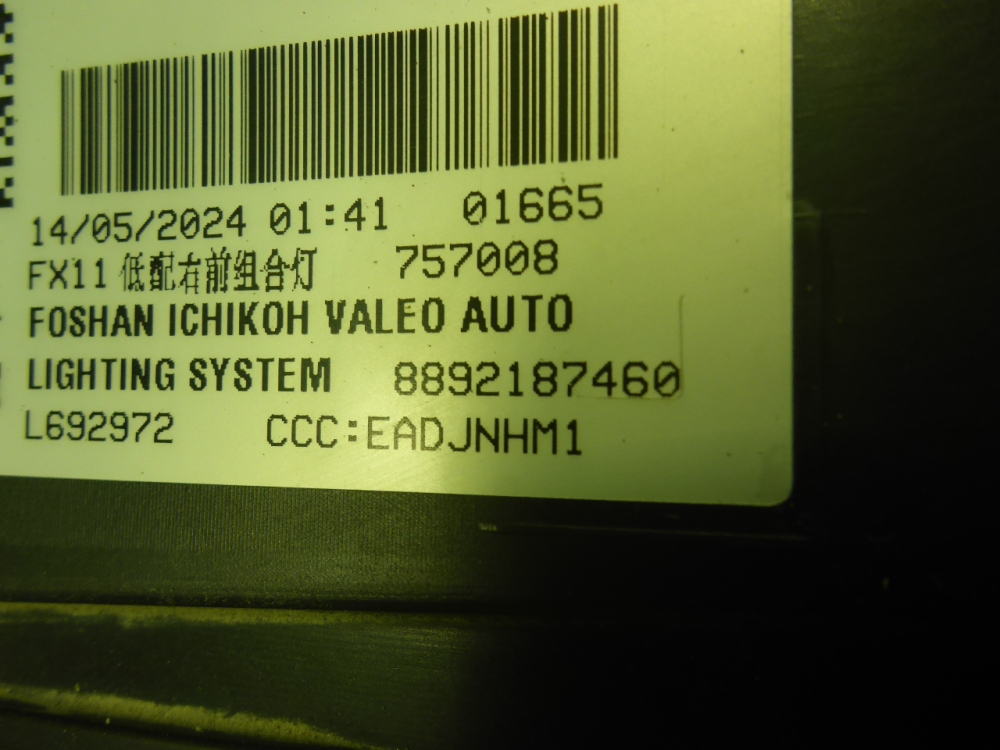 14/05/2024 01:41 01665
FX11 低配右前组合灯 757008
FOSHAN ICHIKOH VALEO AUTO
LIGHTING SYSTEM 8892187460
L692972 CCC:EADJNHM1